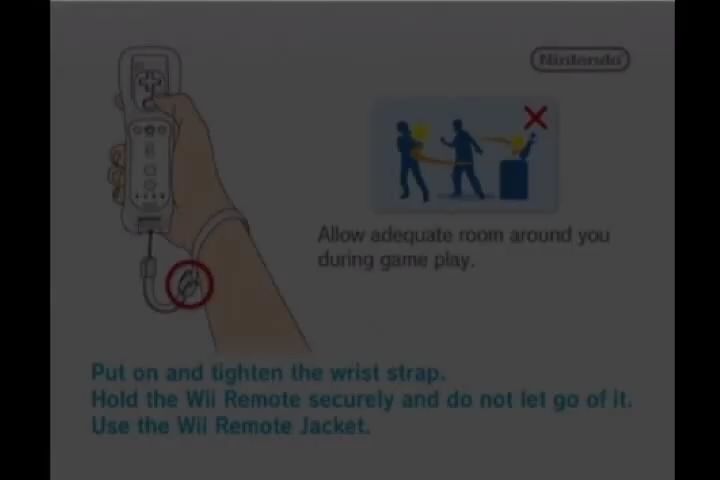 Nintendo
Allow adequate room around you
during game play.
Put on and tighten the wrist strap.
Hold the Wii Remote securely and do not let go of it.
Use the Wii Remote Jacket.